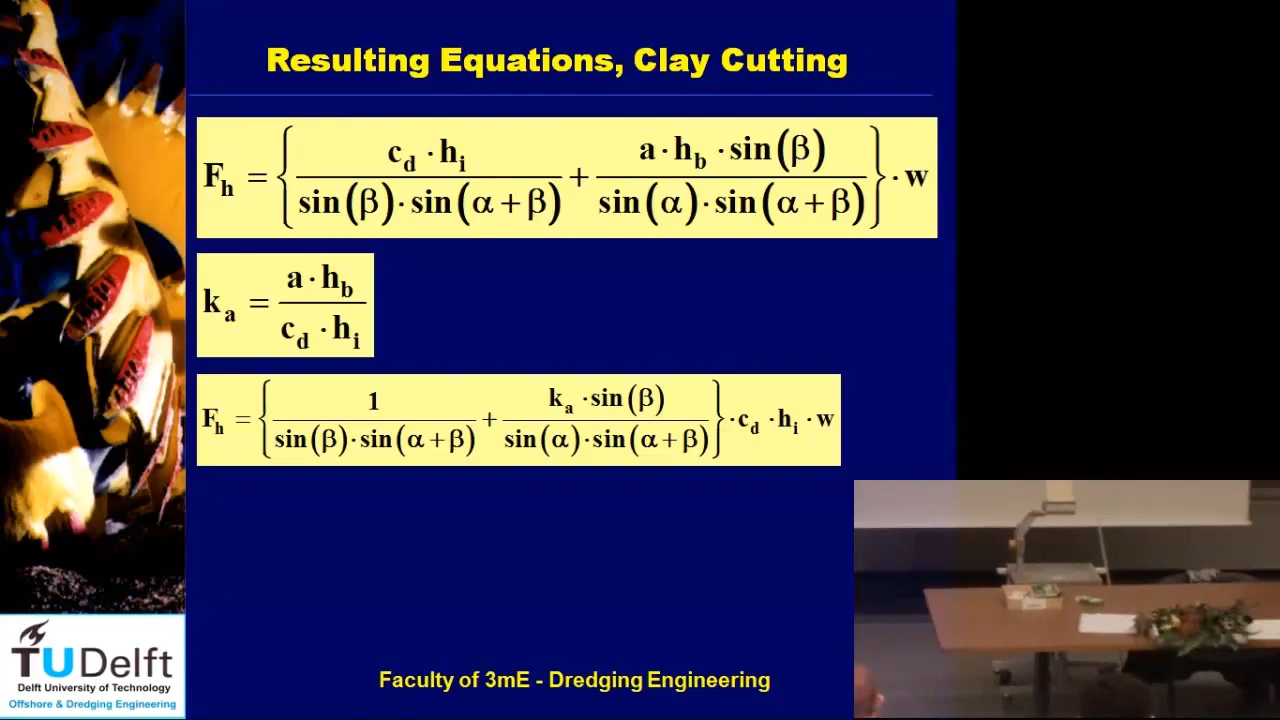 Resulting Equations, Clay Cutting
F_h = { (c_d · h_i) / (sin(β) · sin(α + β)) + (a · h_b · sin(β)) / (sin(α) · sin(α + β)) } · w
k_a = (a · h_b) / (c_d · h_i)
F_h = { 1 / (sin(β) · sin(α + β)) + (k_a · sin(β)) / (sin(α) · sin(α + β)) } · c_d · h_i · w
TU Delft
Delft University of Technology
Offshore & Dredging Engineering
Faculty of 3mE - Dredging Engineering